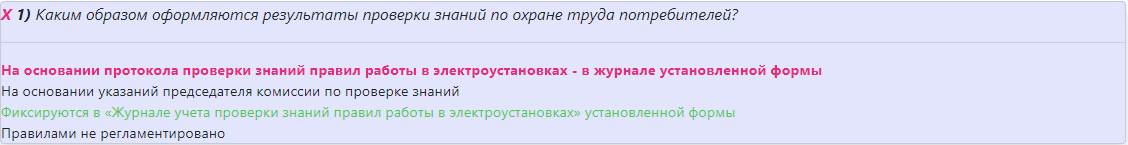 X 1) Каким образом оформляются результаты проверки знаний по охране труда потребителей?
На основании протокола проверки знаний правил работы в электроустановках - в журнале установленной формы
На основании указаний председателя комиссии по проверке знаний
Фиксируются в «Журнале учета проверки знаний правил работы в электроустановках» установленной формы
Правилами не регламентировано